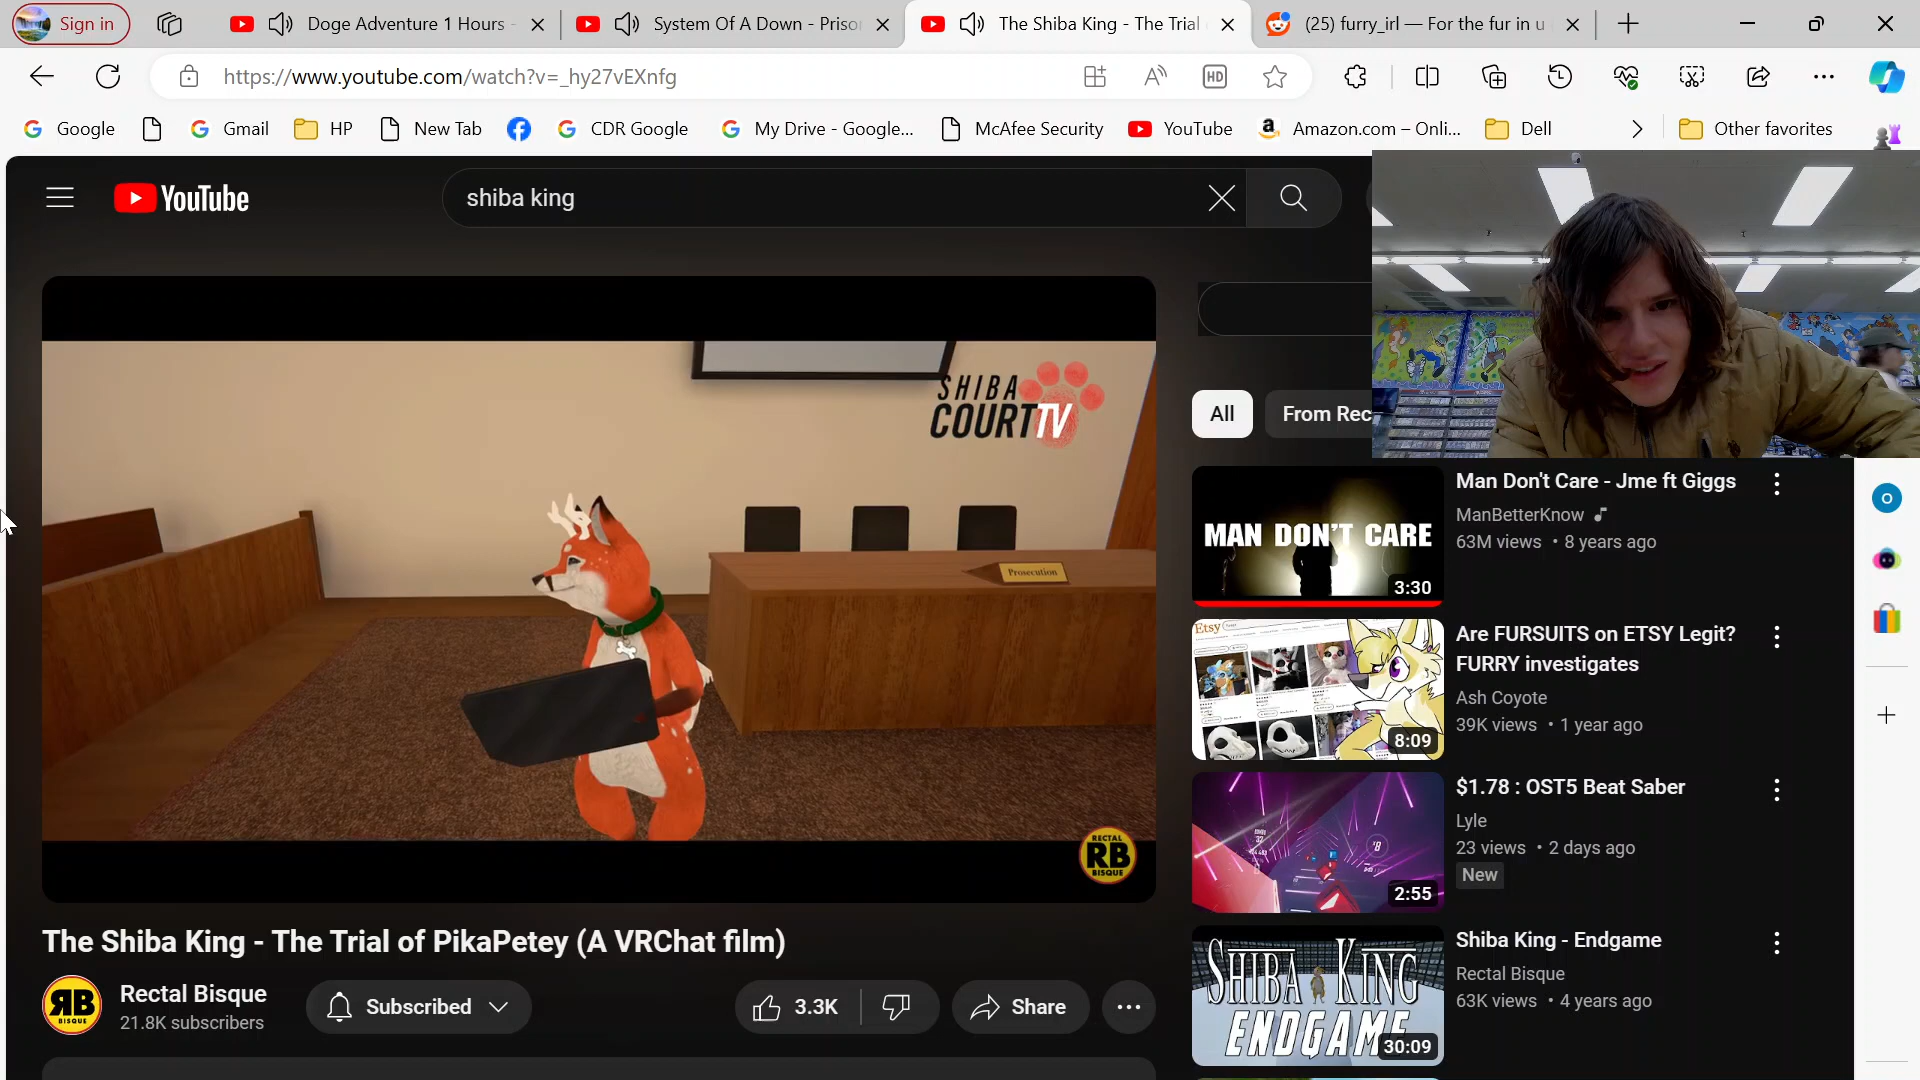 Sign in
Doge Adventure 1 Hours -
System Of A Down - Priso
The Shiba King - The Trial
(25) furry_irl — For the fur in u
https://www.youtube.com/watch?v=_hy27vEXnfg
HD
Google
Gmail
HP
New Tab
CDR Google
My Drive - Google...
McAfee Security
YouTube
Amazon.com – Onli...
Dell
Other favorites
YouTube
shiba king
SHIBA
COURT TV
Prosecution
RECTAL
RB
BISQUE
All
From Rec
MAN DON'T CARE
3:30
Man Don't Care - Jme ft Giggs
ManBetterKnow
63M views • 8 years ago
Etsy
8:09
Are FURSUITS on ETSY Legit?
FURRY investigates
Ash Coyote
39K views • 1 year ago
2:55
$1.78 : OST5 Beat Saber
Lyle
23 views • 2 days ago
New
SHIBA KING
ENDGAME
30:09
Shiba King - Endgame
Rectal Bisque
63K views • 4 years ago
The Shiba King - The Trial of PikaPetey (A VRChat film)
RB
BISQUE
Rectal Bisque
21.8K subscribers
Subscribed
3.3K
Share